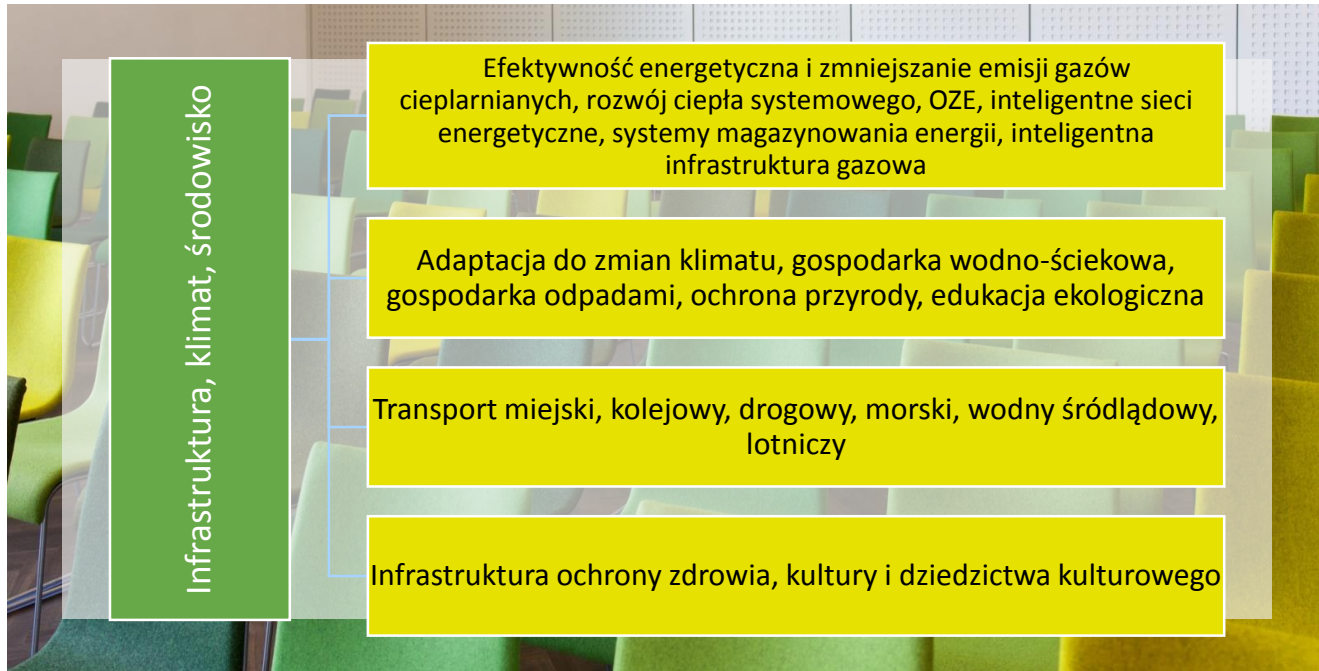 Infrastruktura, klimat, środowisko
Efektywność energetyczna i zmniejszanie emisji gazów
cieplarnianych, rozwój ciepła systemowego, OZE, inteligentne sieci
energetyczne, systemy magazynowania energii, inteligentna
infrastruktura gazowa
Adaptacja do zmian klimatu, gospodarka wodno-ściekowa,
gospodarka odpadami, ochrona przyrody, edukacja ekologiczna
Transport miejski, kolejowy, drogowy, morski, wodny śródlądowy,
lotniczy
Infrastruktura ochrony zdrowia, kultury i dziedzictwa kulturowego